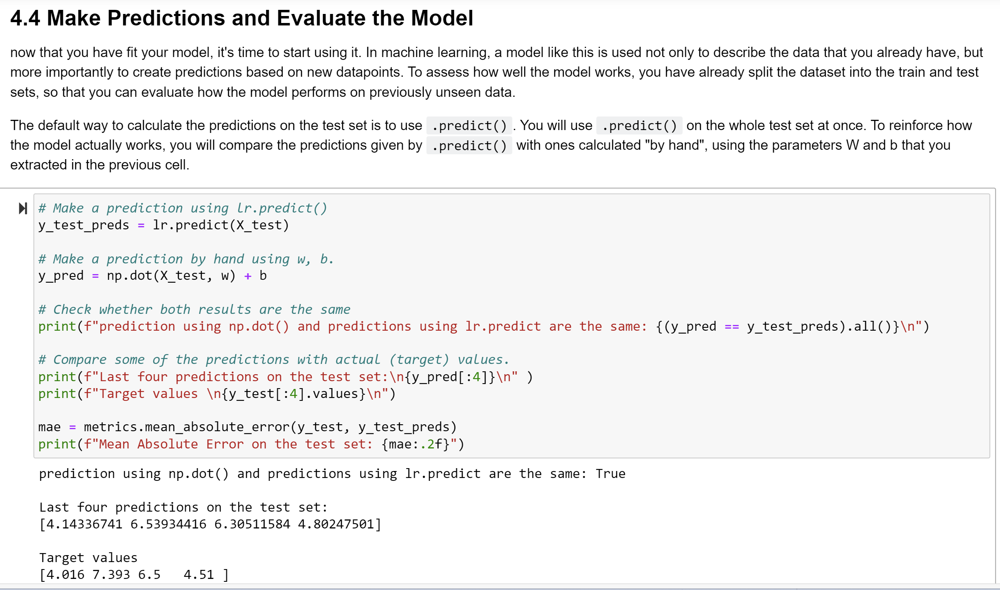 4.4 Make Predictions and Evaluate the Model
now that you have fit your model, it's time to start using it. In machine learning, a model like this is used not only to describe the data that you already have, but
more importantly to create predictions based on new datapoints. To assess how well the model works, you have already split the dataset into the train and test
sets, so that you can evaluate how the model performs on previously unseen data.
The default way to calculate the predictions on the test set is to use .predict() . You will use .predict() on the whole test set at once. To reinforce how
the model actually works, you will compare the predictions given by .predict() with ones calculated "by hand", using the parameters W and b that you
extracted in the previous cell.
# Make a prediction using lr.predict()
y_test_preds = lr.predict(X_test)
# Make a prediction by hand using w, b.
y_pred = np.dot(X_test, w) + b
# Check whether both results are the same
print(f"prediction using np.dot() and predictions using lr.predict are the same: {(y_pred == y_test_preds).all()}\n")
# Compare some of the predictions with actual (target) values.
print(f"Last four predictions on the test set:\n{y_pred[:4]}\n" )
print(f"Target values \n{y_test[:4].values}\n")
mae = metrics.mean_absolute_error(y_test, y_test_preds)
print(f"Mean Absolute Error on the test set: {mae:.2f}")
prediction using np.dot() and predictions using lr.predict are the same: True
Last four predictions on the test set:
[4.14336741 6.53934416 6.30511584 4.80247501]
Target values
[4.016 7.393 6.5   4.51 ]